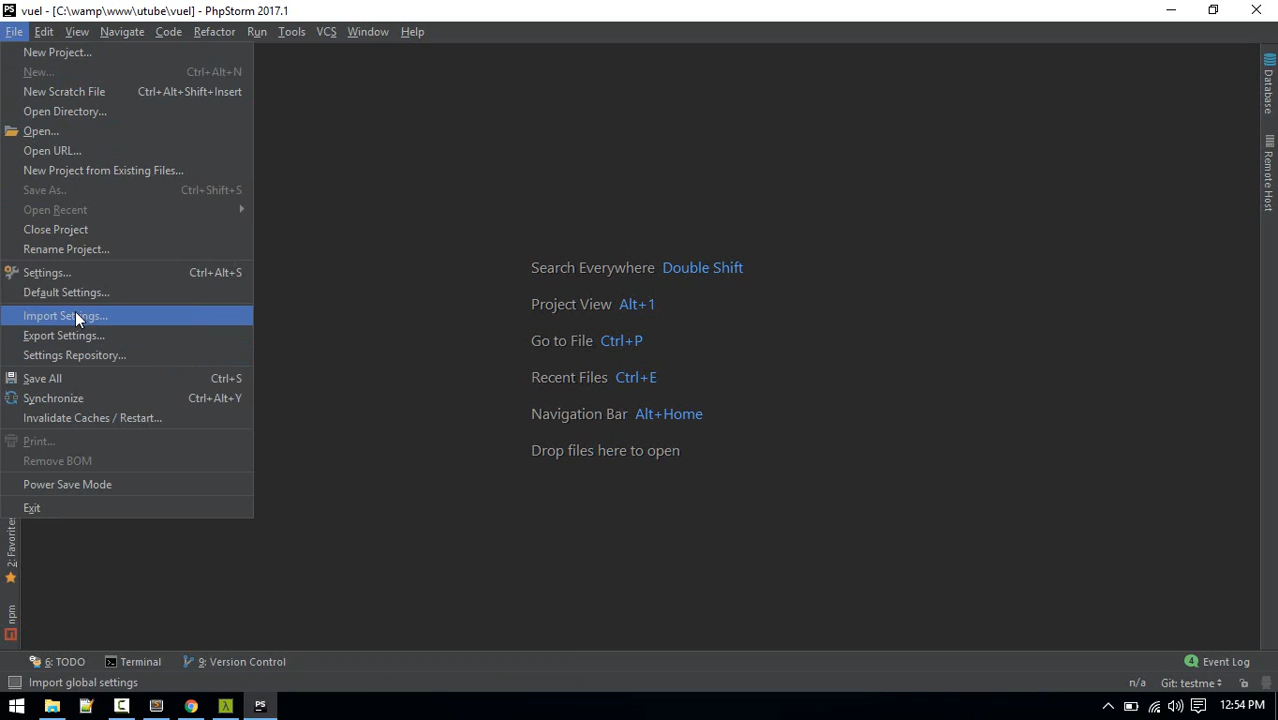 PS vuel - [C:\wamp\www\utube\vuel] - PhpStorm 2017.1
File Edit View Navigate Code Refactor Run Tools VCS Window Help
New Project...
New... Ctrl+Alt+N
New Scratch File Ctrl+Alt+Shift+Insert
Open Directory...
Open...
Open URL...
New Project from Existing Files...
Save As.. Ctrl+Shift+S
Open Recent
Close Project
Rename Project...
Settings... Ctrl+Alt+S
Default Settings...
Import Settings...
Export Settings...
Settings Repository...
Save All Ctrl+S
Synchronize Ctrl+Alt+Y
Invalidate Caches / Restart...
Print...
Remove BOM
Power Save Mode
Exit
Search Everywhere Double Shift
Project View Alt+1
Go to File Ctrl+P
Recent Files Ctrl+E
Navigation Bar Alt+Home
Drop files here to open
Database
Remote Host
2: Favorites
npm
6: TODO Terminal 9: Version Control 4 Event Log
Import global settings n/a Git: testme
PS 12:54 PM